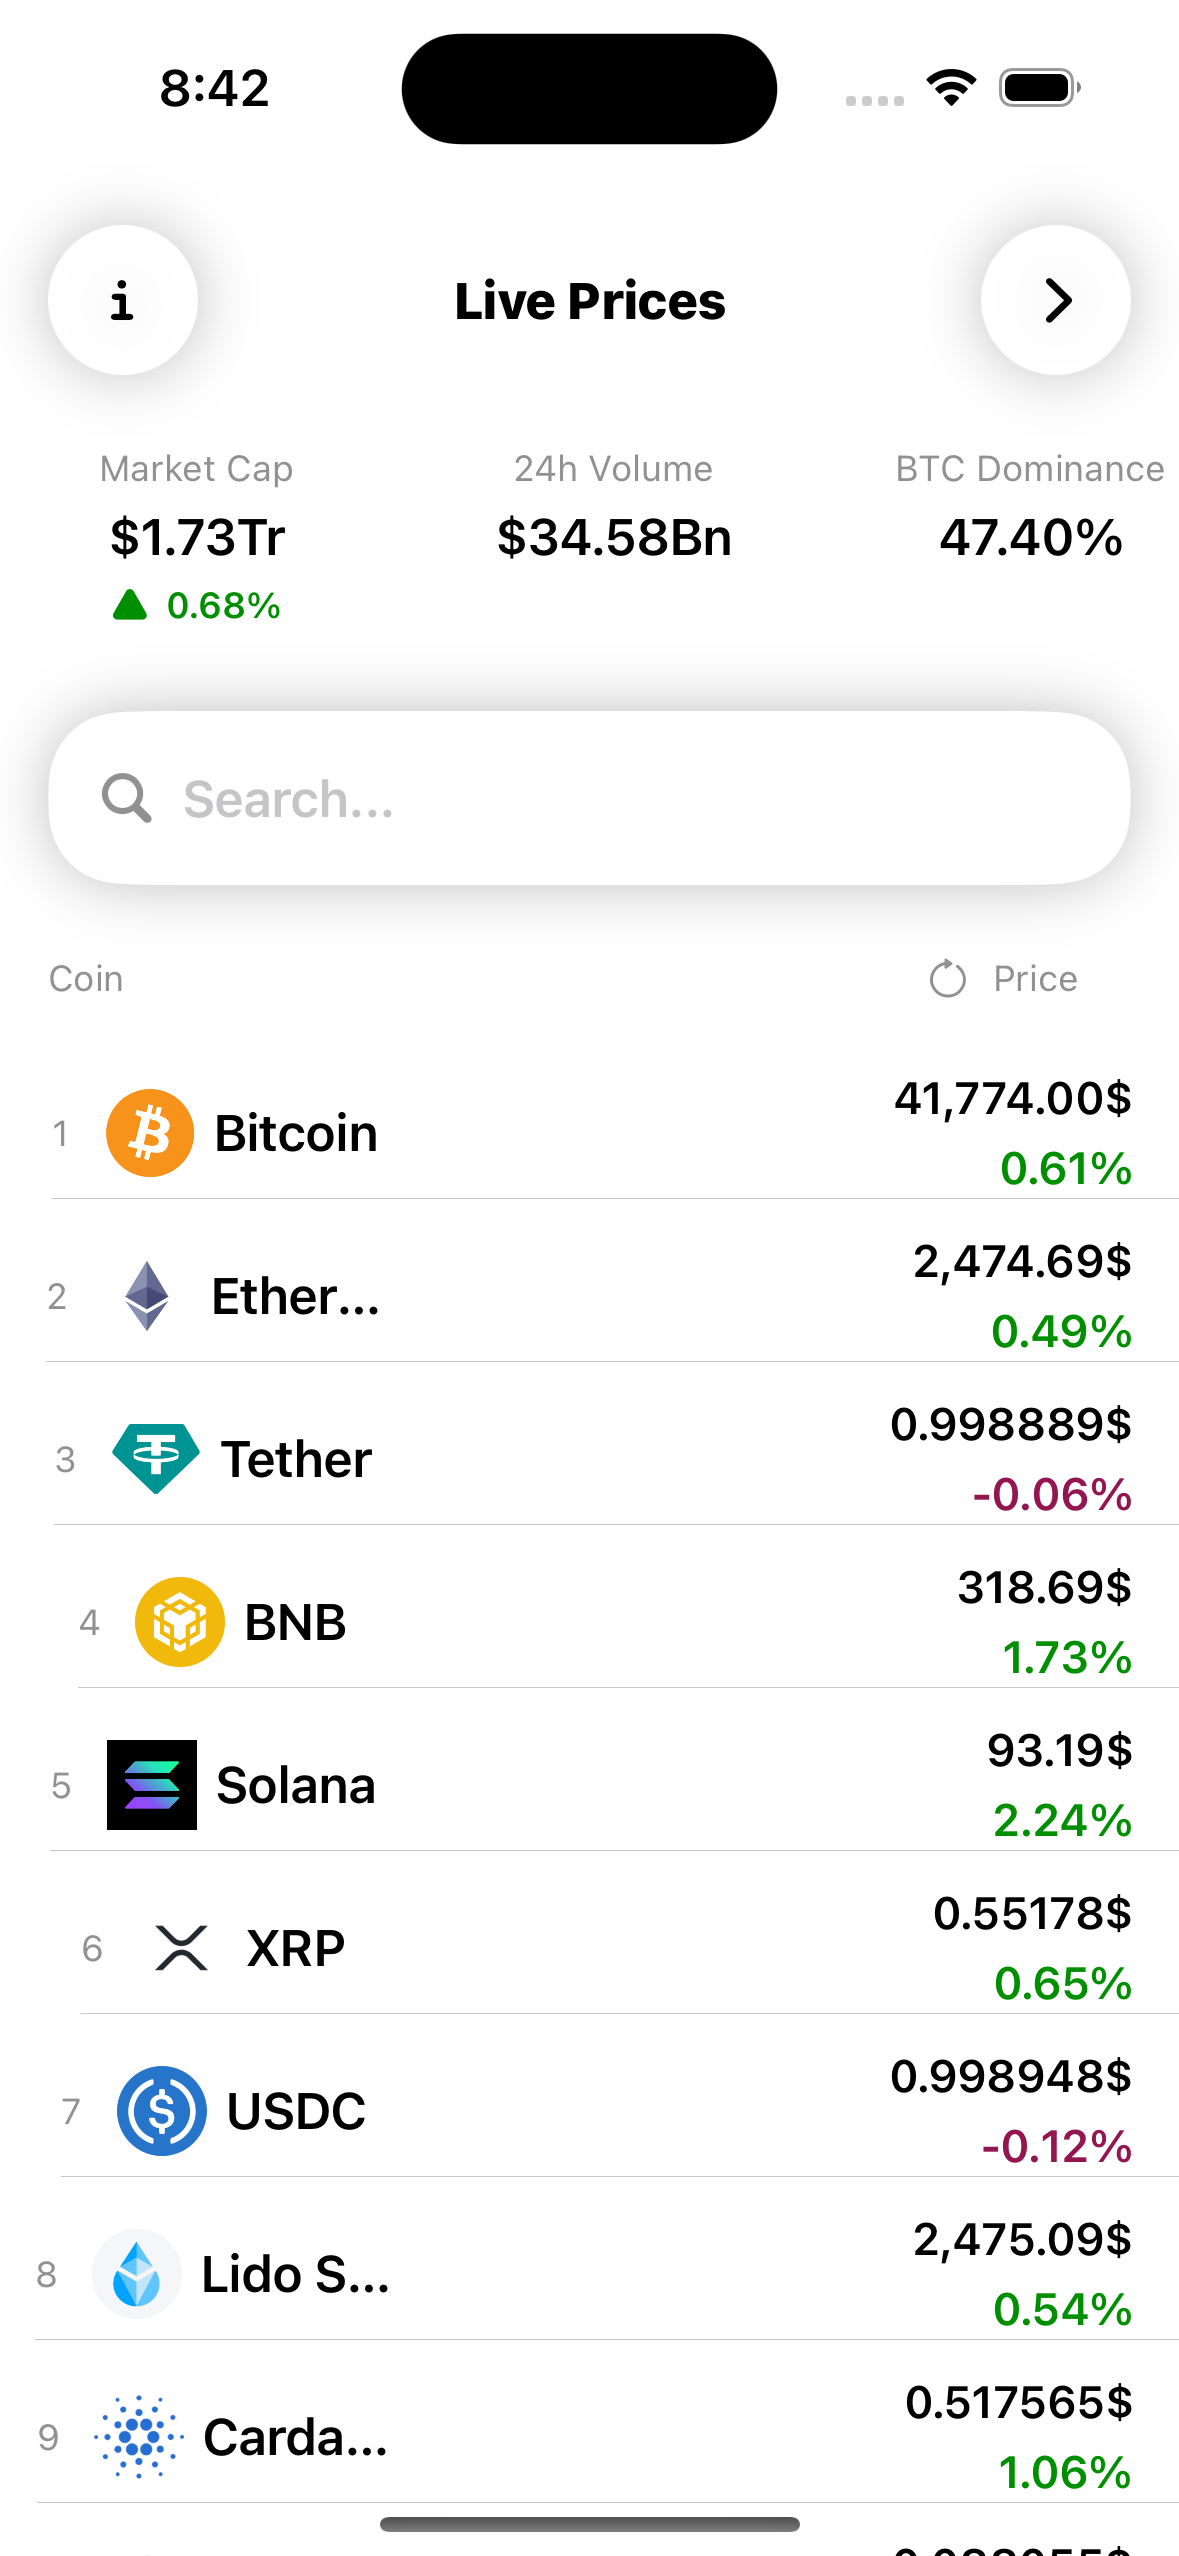 8:42
i
Live Prices
Market Cap
24h Volume
BTC Dominance
$1.73Tr
$34.58Bn
47.40%
0.68%
Search...
Coin
Price
1 Bitcoin 41,774.00$
0.61%
2 Ether... 2,474.69$
0.49%
3 Tether 0.998889$
-0.06%
4 BNB 318.69$
1.73%
5 Solana 93.19$
2.24%
6 XRP 0.55178$
0.65%
7 USDC 0.998948$
-0.12%
8 Lido S... 2,475.09$
0.54%
9 Carda... 0.517565$
1.06%